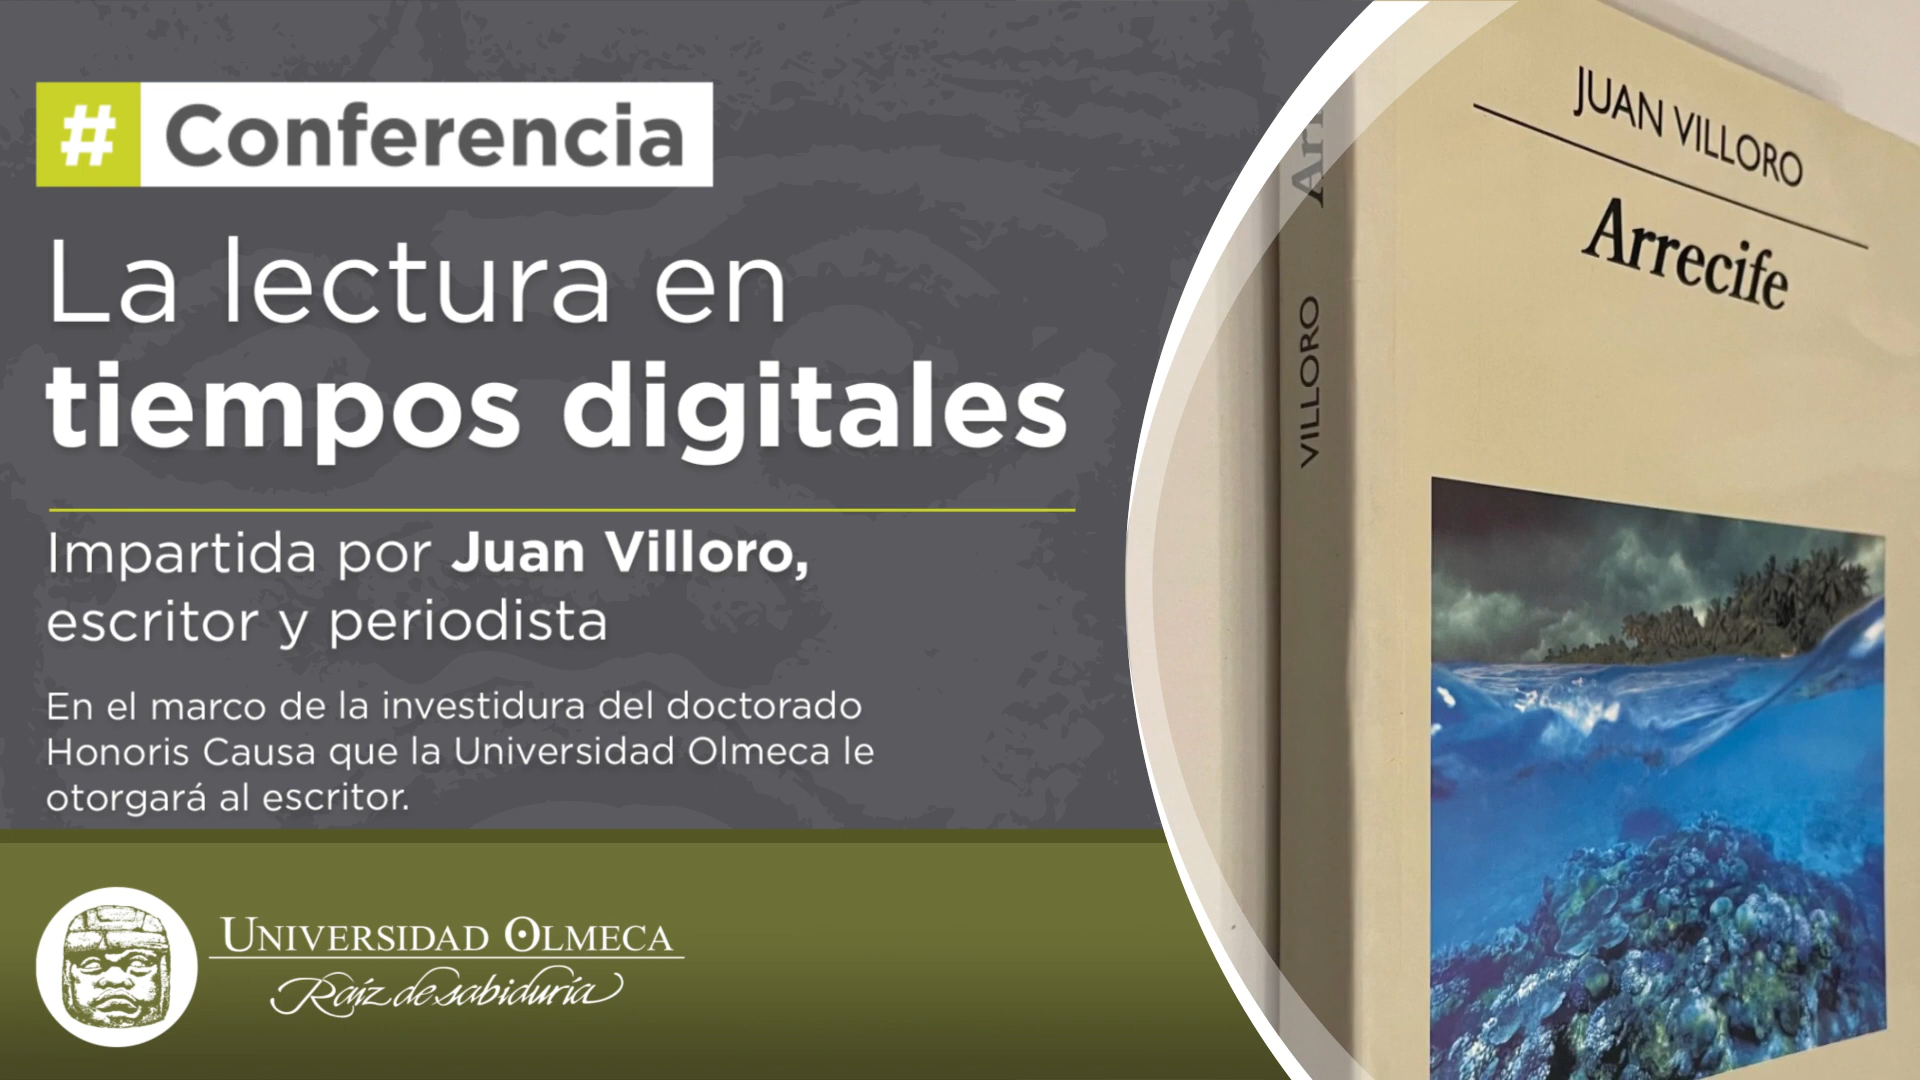 # Conferencia
La lectura en
tiempos digitales
Impartida por Juan Villoro,
escritor y periodista
En el marco de la investidura del doctorado
Honoris Causa que la Universidad Olmeca le
otorgará al escritor.
UNIVERSIDAD OLMECA
Raíz de sabiduría
VILLORO
JUAN VILLORO
Arrecife